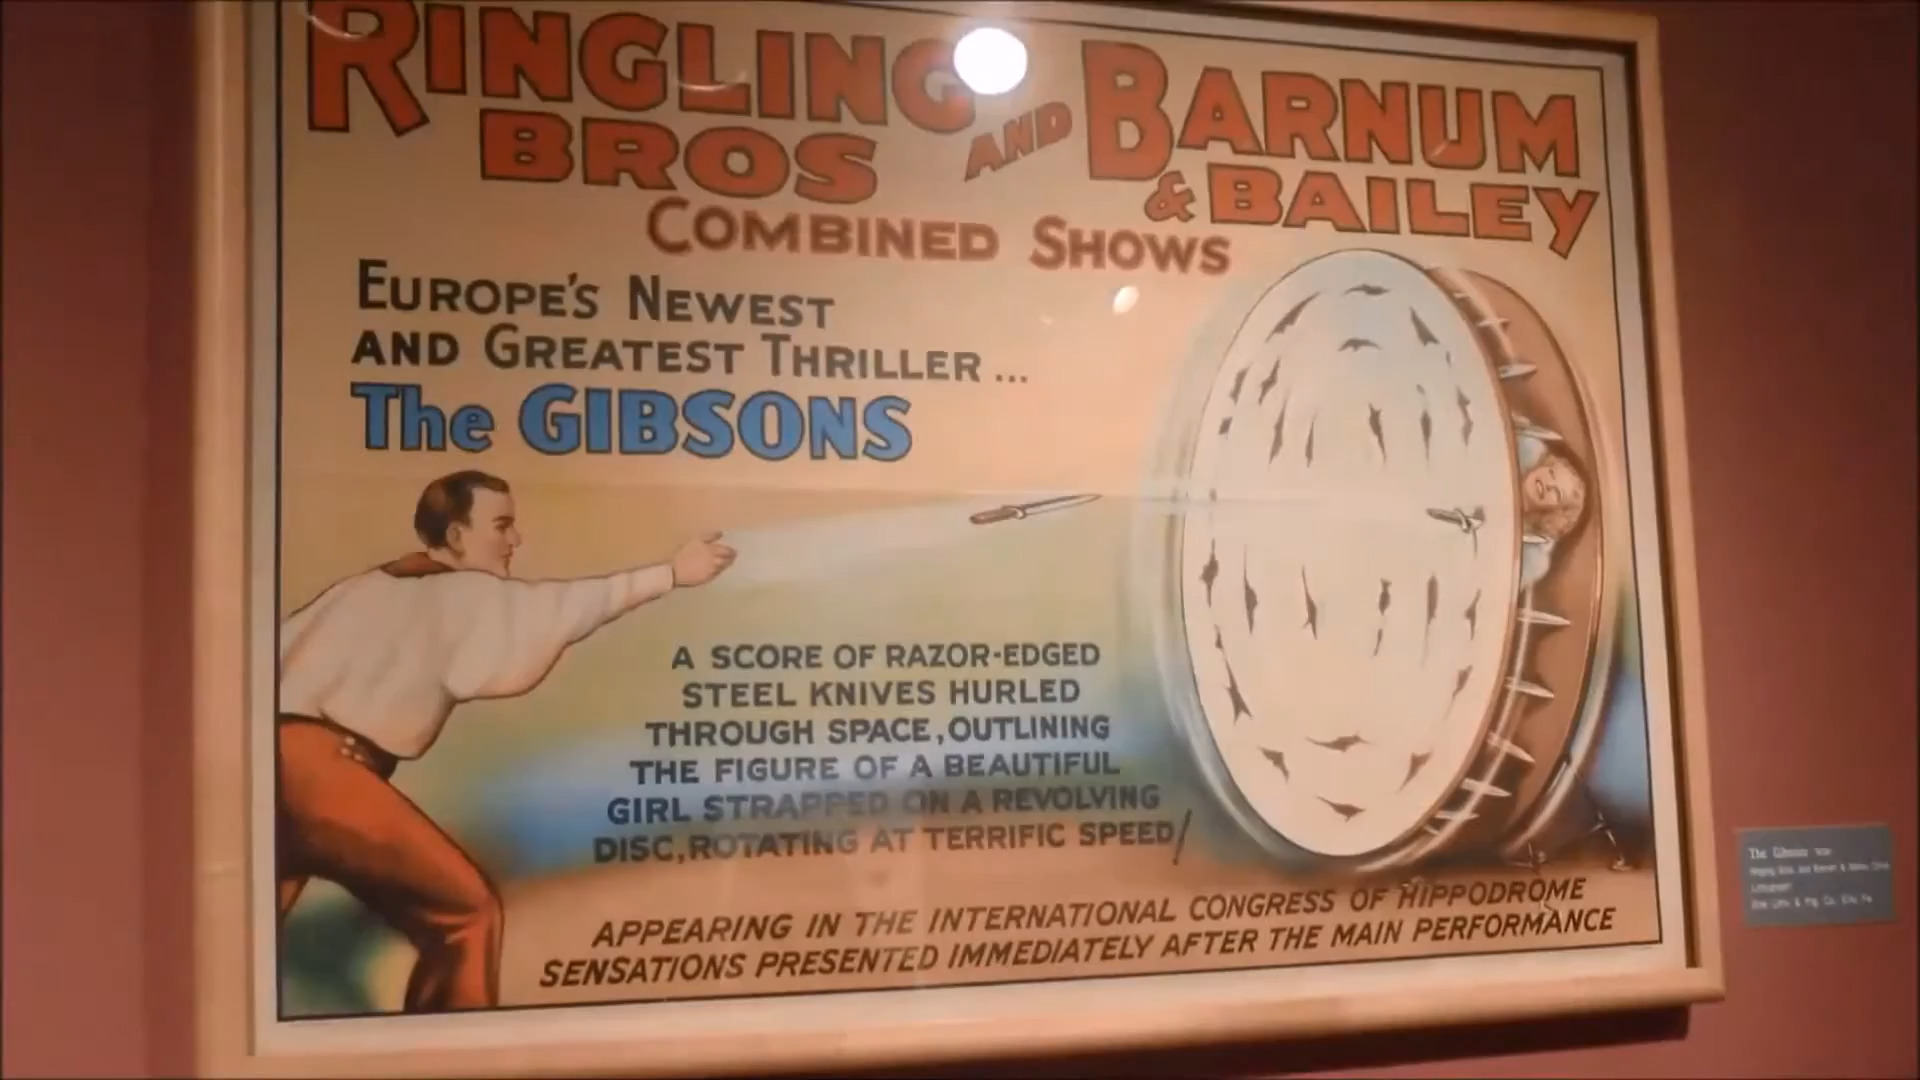 RINGLING BROS AND BARNUM & BAILEY
COMBINED SHOWS
EUROPE'S NEWEST
AND GREATEST THRILLER...
The GIBSONS
A SCORE OF RAZOR-EDGED
STEEL KNIVES HURLED
THROUGH SPACE, OUTLINING
THE FIGURE OF A BEAUTIFUL
GIRL STRAPPED ON A REVOLVING
DISC, ROTATING AT TERRIFIC SPEED/
APPEARING IN THE INTERNATIONAL CONGRESS OF HIPPODROME
SENSATIONS PRESENTED IMMEDIATELY AFTER THE MAIN PERFORMANCE
The Gibsons